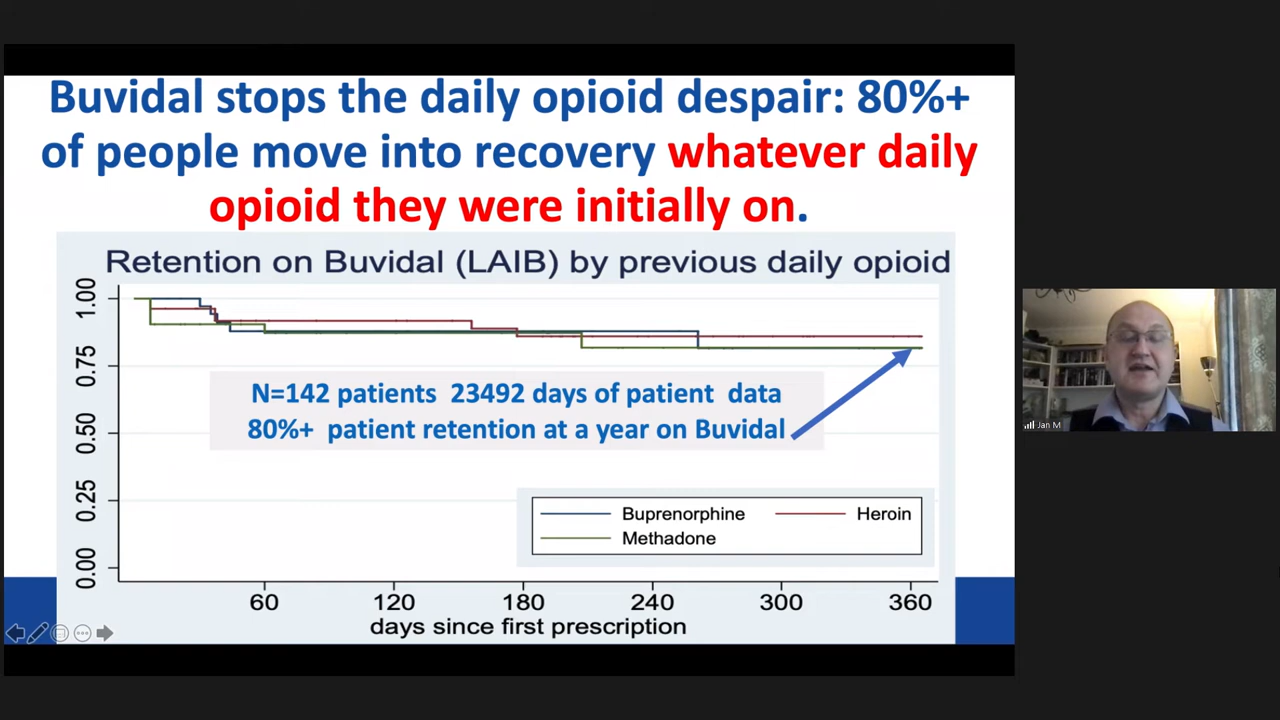 Buvidal stops the daily opioid despair: 80%+
of people move into recovery whatever daily
opioid they were initially on.
Retention on Buvidal (LAIB) by previous daily opioid
1.00
0.75
0.50
0.25
0.00
N=142 patients 23492 days of patient data
80%+ patient retention at a year on Buvidal
Buprenorphine Heroin
Methadone
60 120 180 240 300 360
days since first prescription
Jan M